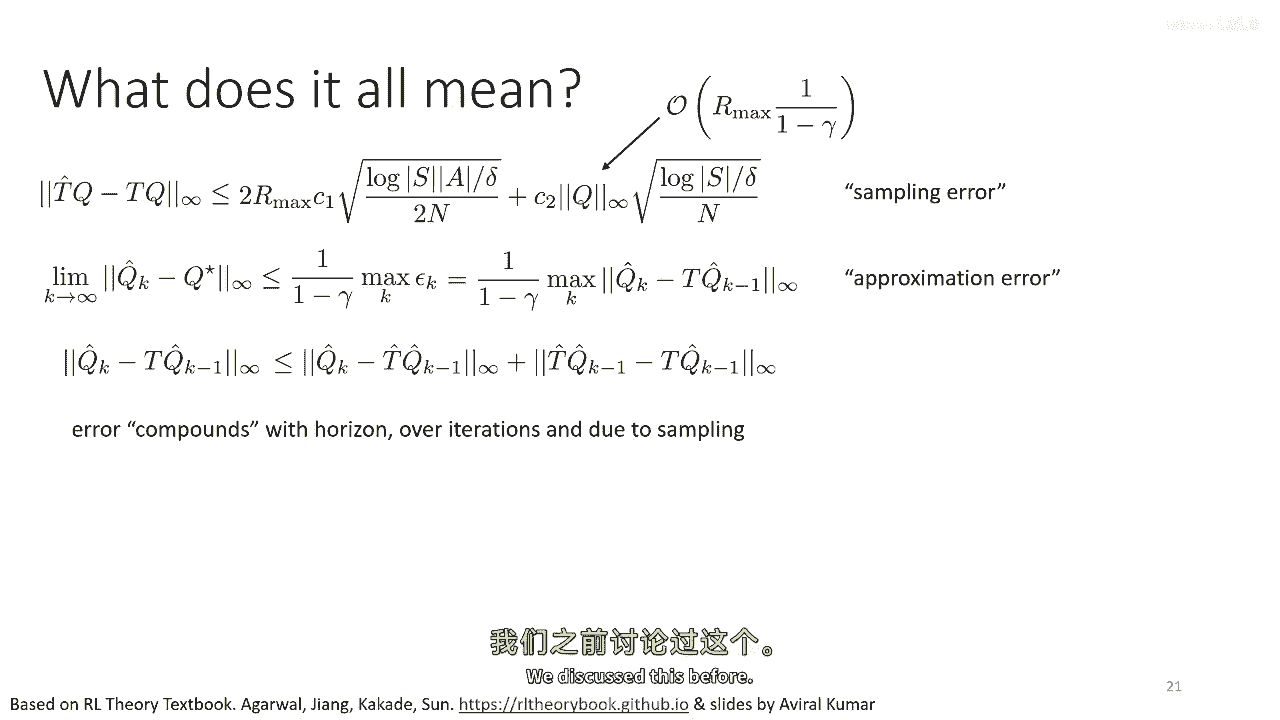 What does it all mean?
$\mathcal{O}\left(R_{\max}\frac{1}{1-\gamma}\right)$
$||\hat{T}Q - TQ||_\infty \leq 2R_{\max}c_1\sqrt{\frac{\log|S||A|/\delta}{2N}} + c_2||Q||_\infty\sqrt{\frac{\log|S|/\delta}{N}}$ “sampling error”
$\lim_{k\to\infty}||\hat{Q}_k - Q^\star||_\infty \leq \frac{1}{1-\gamma}\max_k \epsilon_k = \frac{1}{1-\gamma}\max_k||\hat{Q}_k - T\hat{Q}_{k-1}||_\infty$ “approximation error”
$||\hat{Q}_k - T\hat{Q}_{k-1}||_\infty \leq ||\hat{Q}_k - \hat{T}\hat{Q}_{k-1}||_\infty + ||\hat{T}\hat{Q}_{k-1} - T\hat{Q}_{k-1}||_\infty$
error “compounds” with horizon, over iterations and due to sampling
我们之前讨论过这个。
We discussed this before.
21
Based on RL Theory Textbook. Agarwal, Jiang, Kakade, Sun. https://rltheorybook.github.io & slides by Aviral Kumar